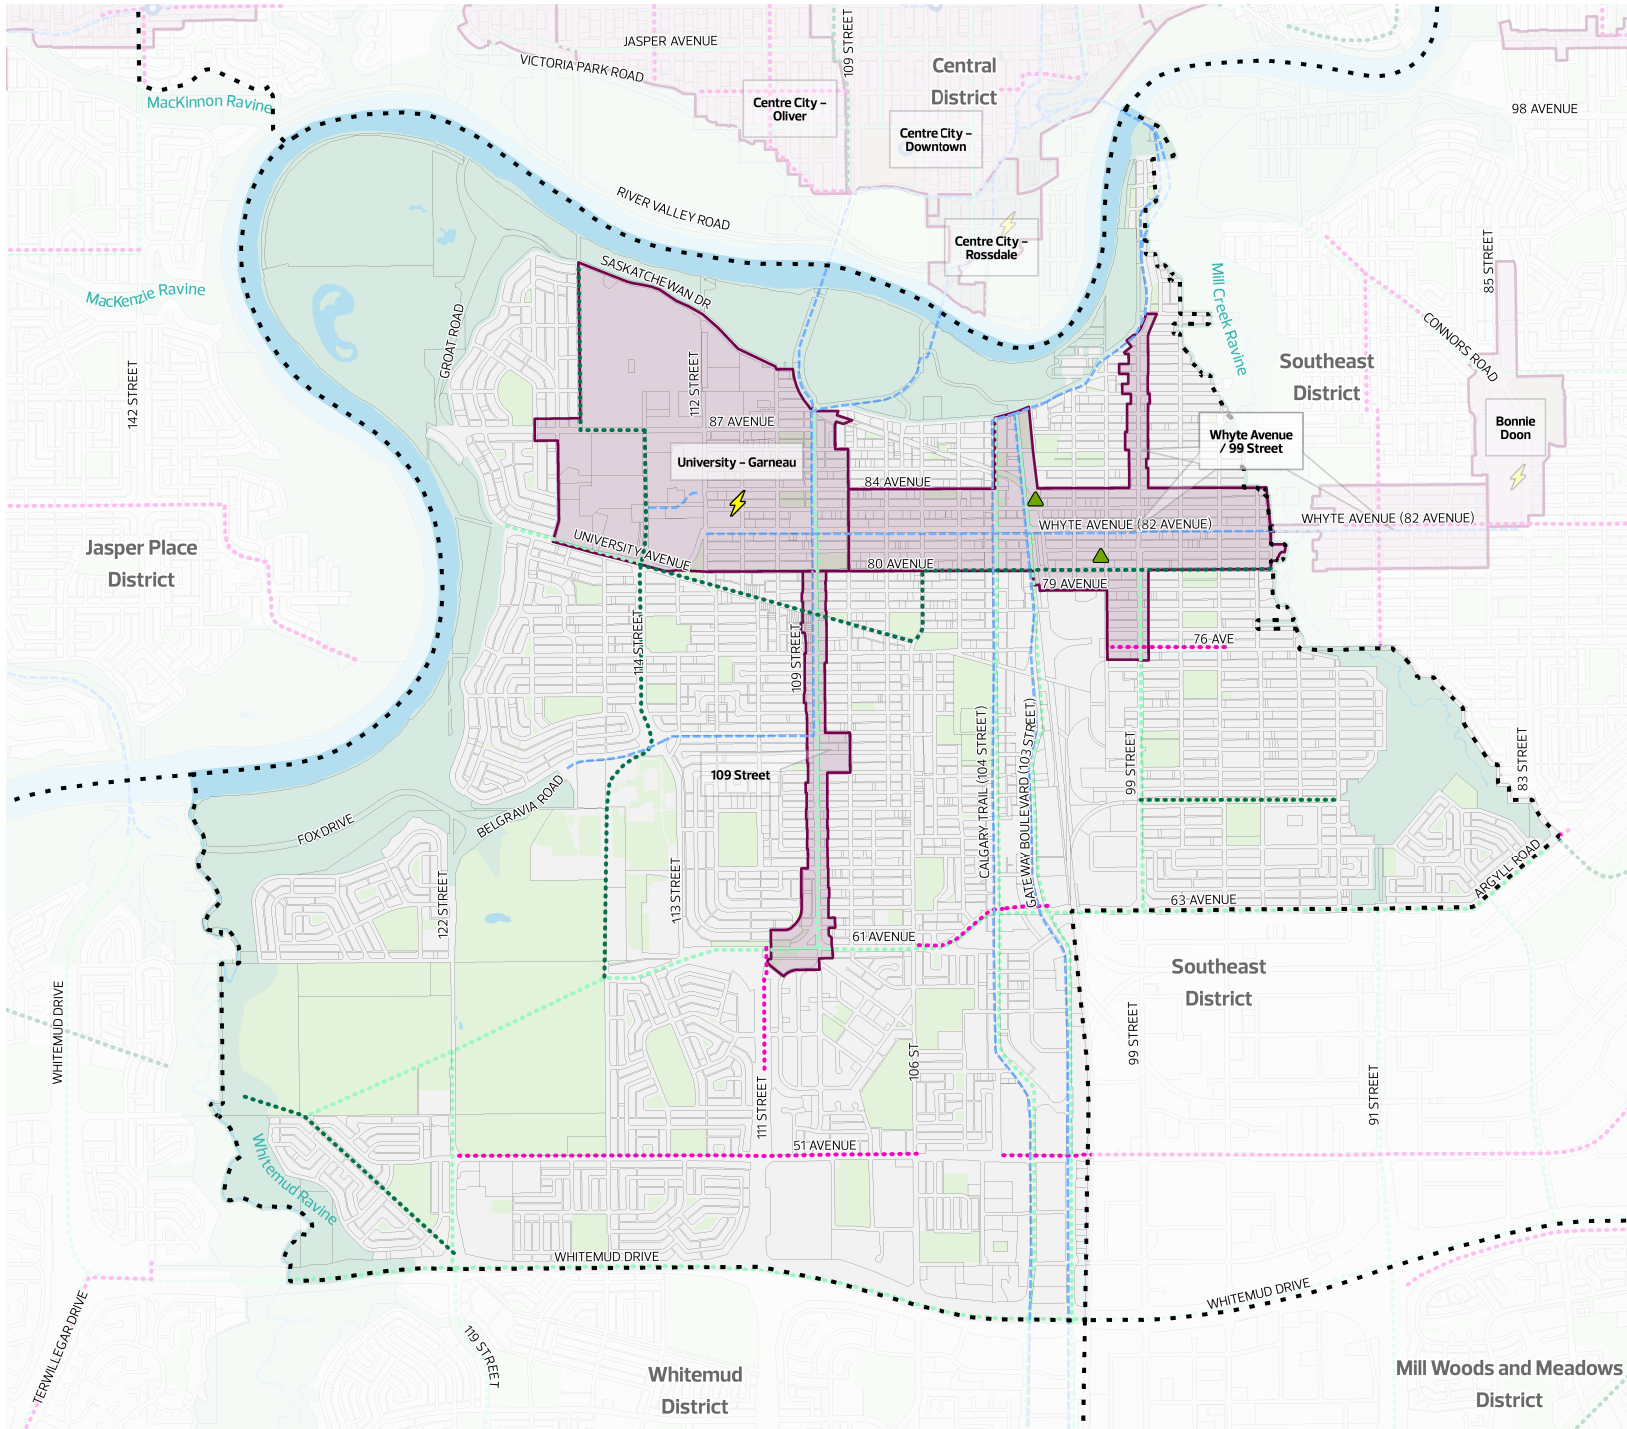 JASPER AVENUE
109 STREET
VICTORIA PARK ROAD
Central
District
MacKinnon Ravine
Centre City –
Oliver
Centre City –
Downtown
98 AVENUE
RIVER VALLEY ROAD
Centre City –
Rossdale
85 STREET
MacKenzie Ravine
SASKATCHEWAN DR
Mill Creek Ravine
GROAT ROAD
CONNORS ROAD
142 STREET
112 STREET
Southeast
District
87 AVENUE
Whyte Avenue
/ 99 Street
Bonnie
Doon
University – Garneau
84 AVENUE
WHYTE AVENUE (82 AVENUE)
WHYTE AVENUE (82 AVENUE)
Jasper Place
District
UNIVERSITY AVENUE
80 AVENUE
79 AVENUE
114 STREET
109 STREET
76 AVE
CALGARY TRAIL (104 STREET)
GATEWAY BOULEVARD (103 STREET)
99 STREET
83 STREET
109 Street
BELGRAVIA ROAD
FOX DRIVE
122 STREET
113 STREET
ARGYLL ROAD
63 AVENUE
61 AVENUE
Southeast
District
WHITEMUD DRIVE
99 STREET
106 ST
91 STREET
111 STREET
51 AVENUE
Whitemud Ravine
WHITEMUD DRIVE
WHITEMUD DRIVE
TERWILLEGAR DRIVE
119 STREET
Whitemud
District
Mill Woods and Meadows
District